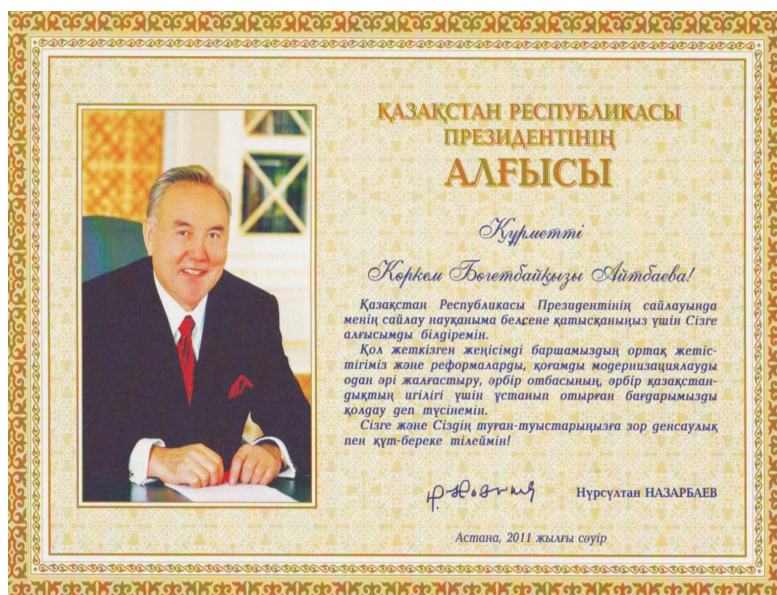 ҚАЗАҚСТАН РЕСПУБЛИКАСЫ
ПРЕЗИДЕНТІНІҢ
АЛҒЫСЫ
Құрметті
Көркем Бөгетбайқызы Айтбаева!
Қазақстан Республикасы Президентінің сайлауында
менің сайлау науқаныма белсене қатысқаныңыз үшін Сізге
алғысымды білдіремін.
Қол жеткізген жеңісімді баршамыздың ортақ жетіс-
тігіміз және реформаларды, қоғамды модернизациялауды
одан әрі жалғастыру, әрбір отбасының, әрбір қазақстан-
дықтың игілігі үшін ұстанып отырған бағдарымызды
қолдау деп түсінемін.
Сізге және Сіздің туған-туыстарыңызға зор денсаулық
пен құт-береке тілеймін!
Нұрсұлтан НАЗАРБАЕВ
Астана, 2011 жылғы сәуір